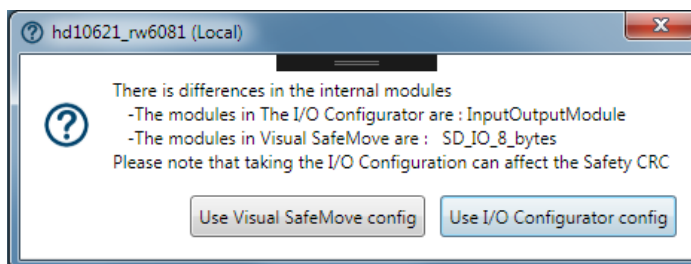 hd10621_rw6081 (Local)
There is differences in the internal modules
-The modules in The I/O Configurator are : InputOutputModule
-The modules in Visual SafeMove are :  SD_IO_8_bytes
Please note that taking the I/O Configuration can affect the Safety CRC
Use Visual SafeMove config
Use I/O Configurator config